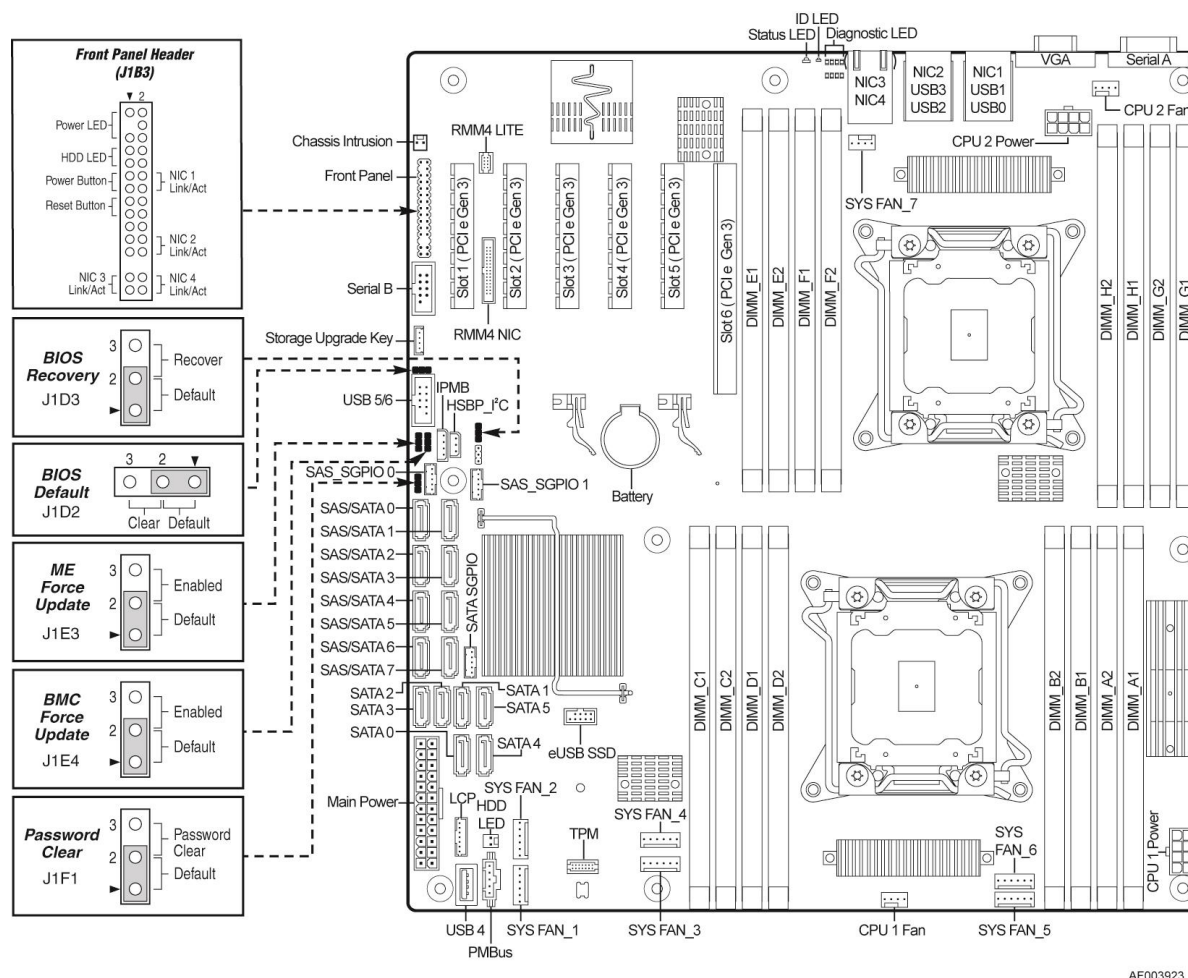 Front Panel Header
(J1B3)
2
Power LED
HDD LED
Power Button
Reset Button
NIC 1
Link/Act
NIC 2
Link/Act
NIC 3
Link/Act
NIC 4
Link/Act
BIOS
Recovery
J1D3
3
2
Recover
Default
BIOS
Default
J1D2
3 2
Clear Default
ME
Force
Update
J1E3
3
2
Enabled
Default
BMC
Force
Update
J1E4
3
2
Enabled
Default
Password
Clear
J1F1
3
2
Password
Clear
Default
ID LED
Status LED
Diagnostic LED
NIC3
NIC4
NIC2
USB3
USB2
NIC1
USB1
USB0
VGA
Serial A
CPU 2 Fan
CPU 2 Power
SYS FAN_7
Chassis Intrusion
RMM4 LITE
Front Panel
Serial B
Slot 1 ( PCI e Gen 3)
Slot 2 ( PCI e Gen 3)
Slot 3 ( PCI e Gen 3)
Slot 4 ( PCI e Gen 3)
Slot 5 ( PCI e Gen 3)
Slot 6 ( PCI e Gen 3)
DIMM_E1
DIMM_E2
DIMM_F1
DIMM_F2
DIMM_H2
DIMM_H1
DIMM_G2
DIMM_G1
Storage Upgrade Key
RMM4 NIC
USB 5/6
IPMB
HSBP_I²C
SAS_SGPIO 0
SAS_SGPIO 1
Battery
SAS/SATA 0
SAS/SATA 1
SAS/SATA 2
SAS/SATA 3
SAS/SATA 4
SAS/SATA 5
SAS/SATA 6
SAS/SATA 7
SATA SGPIO
SATA 2
SATA 3
SATA 0
SATA 1
SATA 5
SATA 4
eUSB SSD
DIMM_C1
DIMM_C2
DIMM_D1
DIMM_D2
DIMM_B2
DIMM_B1
DIMM_A2
DIMM_A1
Main Power
LCP
HDD
LED
SYS FAN_2
TPM
SYS FAN_4
SYS
FAN_6
CPU 1 Power
USB 4
PMBus
SYS FAN_1
SYS FAN_3
CPU 1 Fan
SYS FAN_5
AF003923